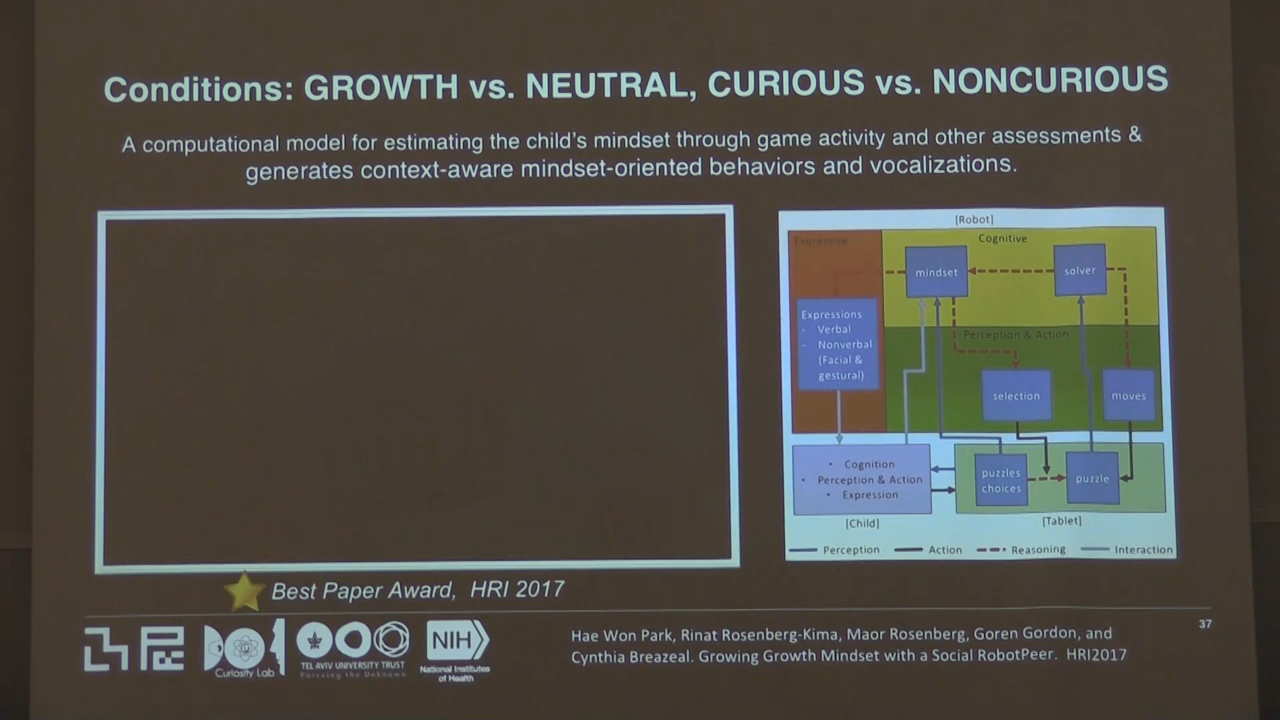 Conditions: GROWTH vs. NEUTRAL, CURIOUS vs. NONCURIOUS
A computational model for estimating the child's mindset through game activity and other assessments &
generates context-aware mindset-oriented behaviors and vocalizations.
[Robot]
Expressive
Cognitive
mindset
solver
Expressions
- Verbal
- Nonverbal
(Facial &
gestural)
Perception & Action
selection
moves
• Cognition
• Perception & Action
• Expression
puzzles
choices
puzzle
[Child]
[Tablet]
Perception
Action
Reasoning
Interaction
Best Paper Award, HRI 2017
37
Curiosity Lab
TEL AVIV UNIVERSITY TRUST
Pursuing the Unknown
NIH
National Institutes
of Health
Hae Won Park, Rinat Rosenberg-Kima, Maor Rosenberg, Goren Gordon, and
Cynthia Breazeal. Growing Growth Mindset with a Social RobotPeer. HRI2017